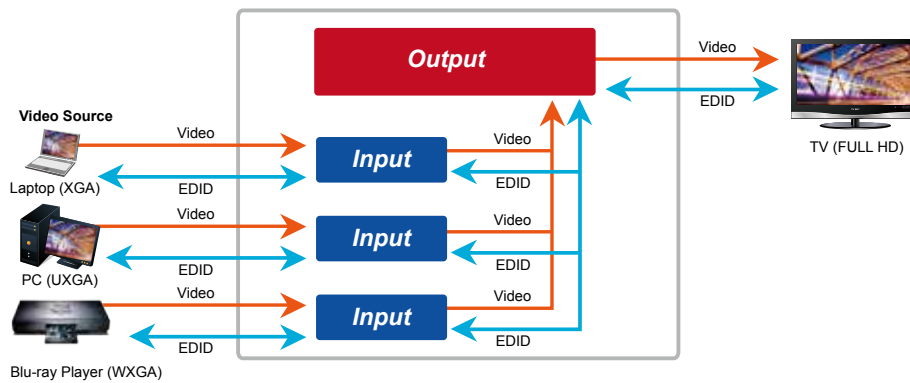 Output
Video
EDID
TV (FULL HD)
Video Source
Video
Input
Video
EDID
EDID
Laptop (XGA)
Video
Input
Video
EDID
EDID
PC (UXGA)
Video
Input
Video
EDID
EDID
Blu-ray Player (WXGA)